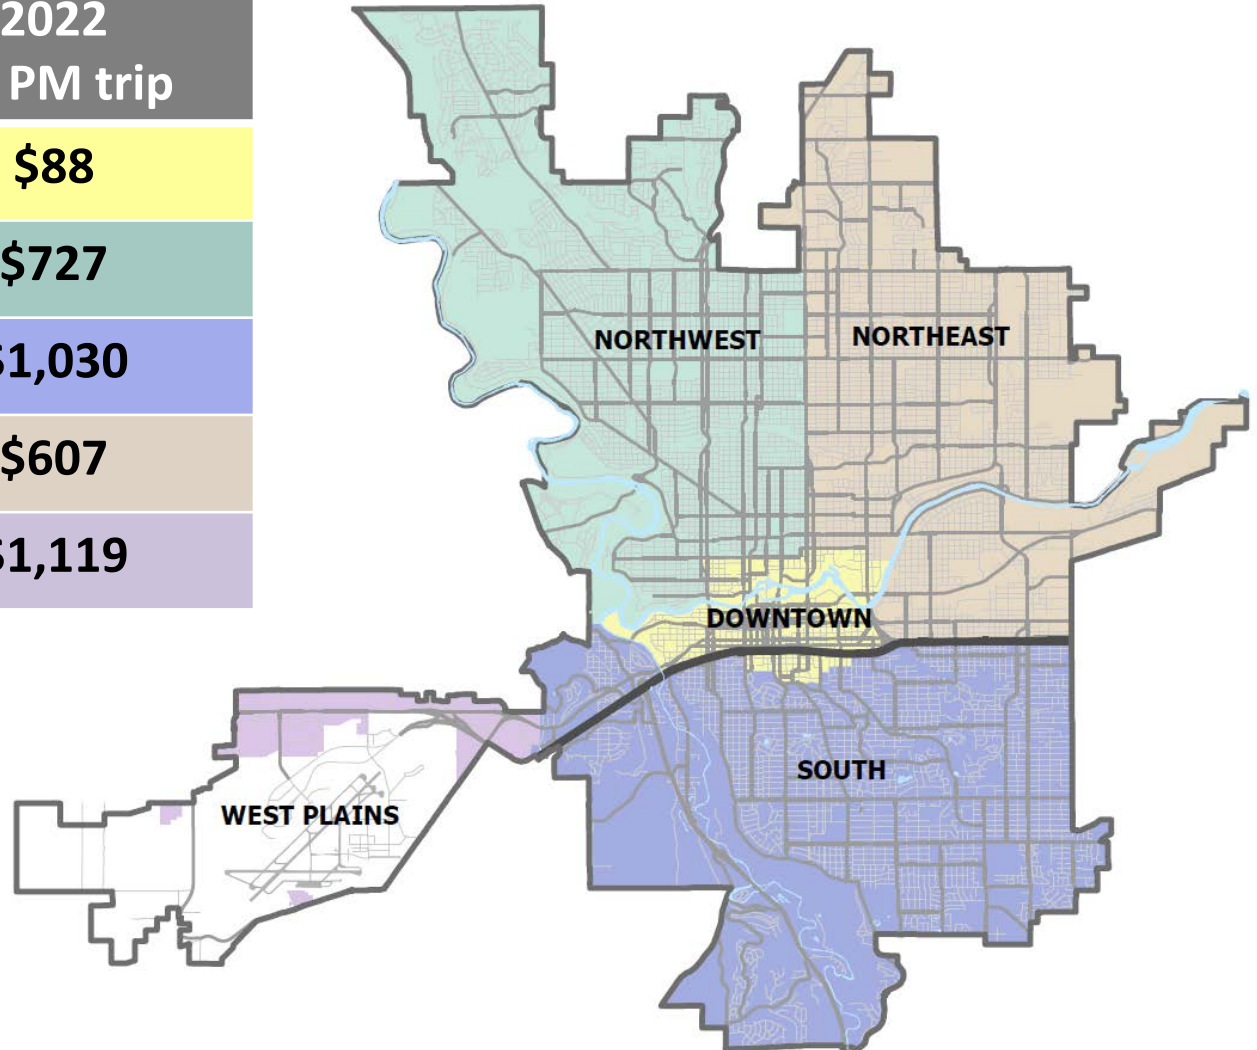 2022
PM trip
$88
$727
$1,030
$607
$1,119
NORTHWEST
NORTHEAST
DOWNTOWN
SOUTH
WEST PLAINS